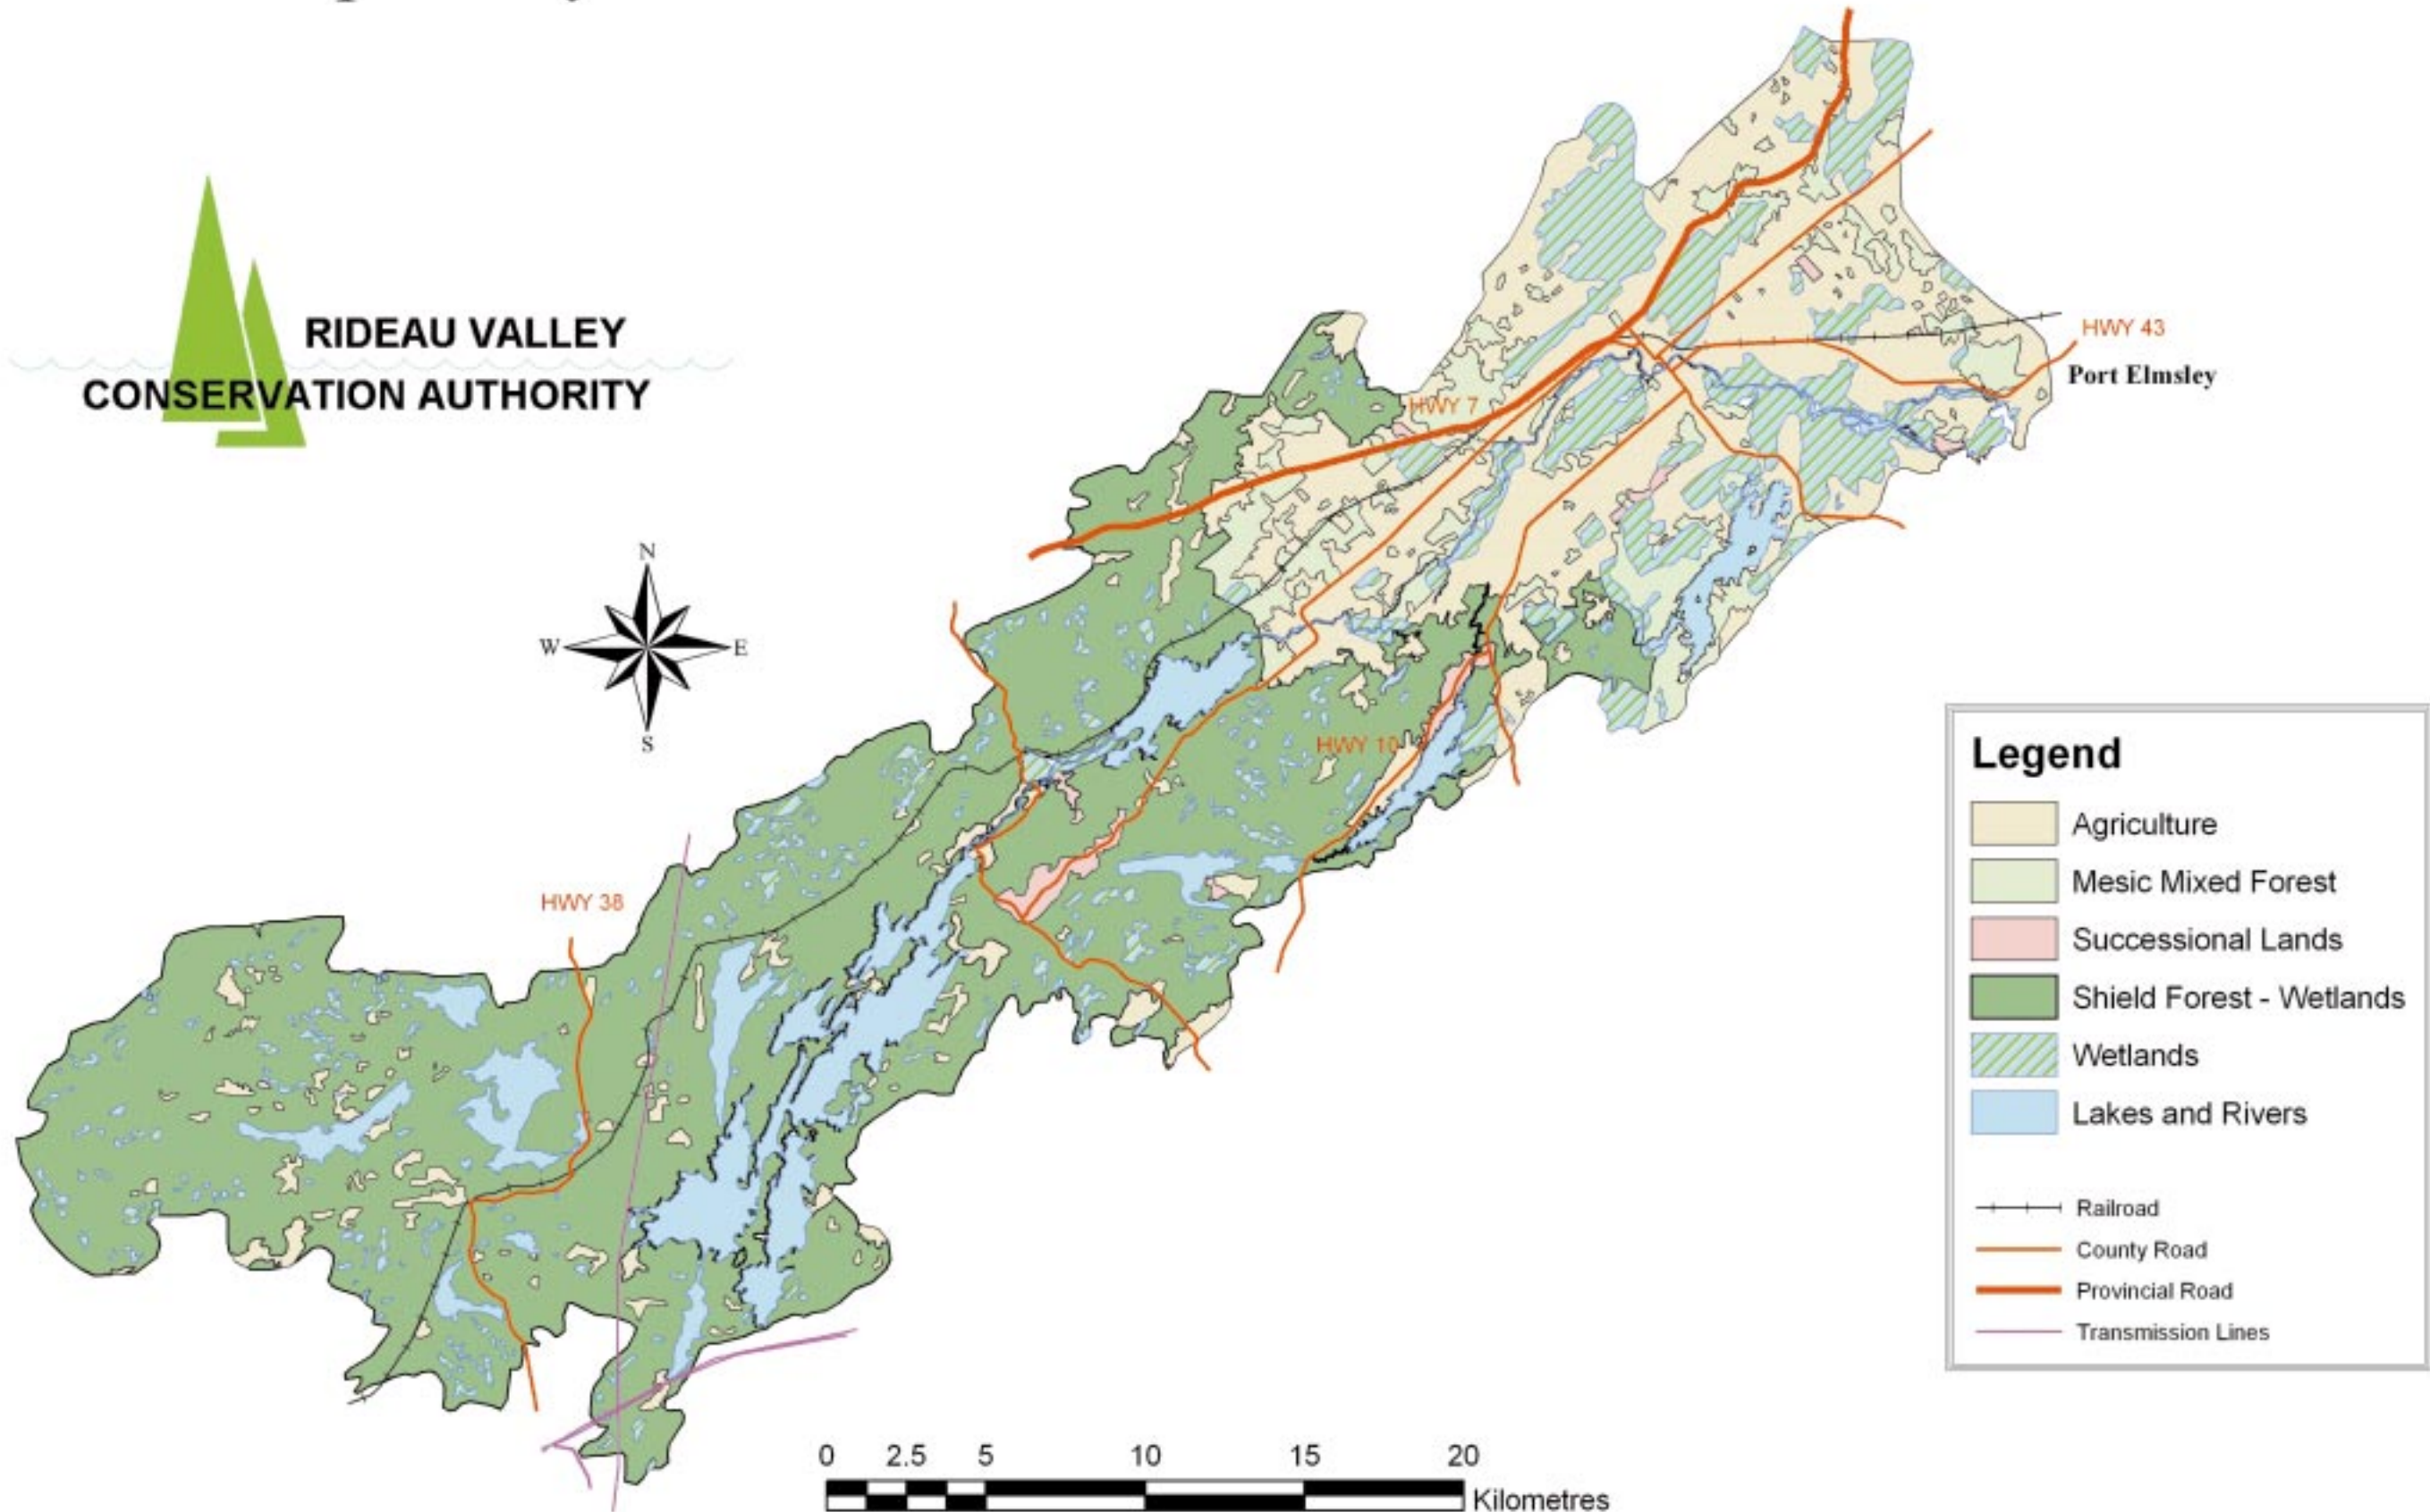 RIDEAU VALLEY
CONSERVATION AUTHORITY
HWY 43
Port Elmsley
HWY 7
N
W
E
S
HWY 10
HWY 38
Legend
Agriculture
Mesic Mixed Forest
Successional Lands
Shield Forest - Wetlands
Wetlands
Lakes and Rivers
Railroad
County Road
Provincial Road
Transmission Lines
0 2.5 5 10 15 20
Kilometres